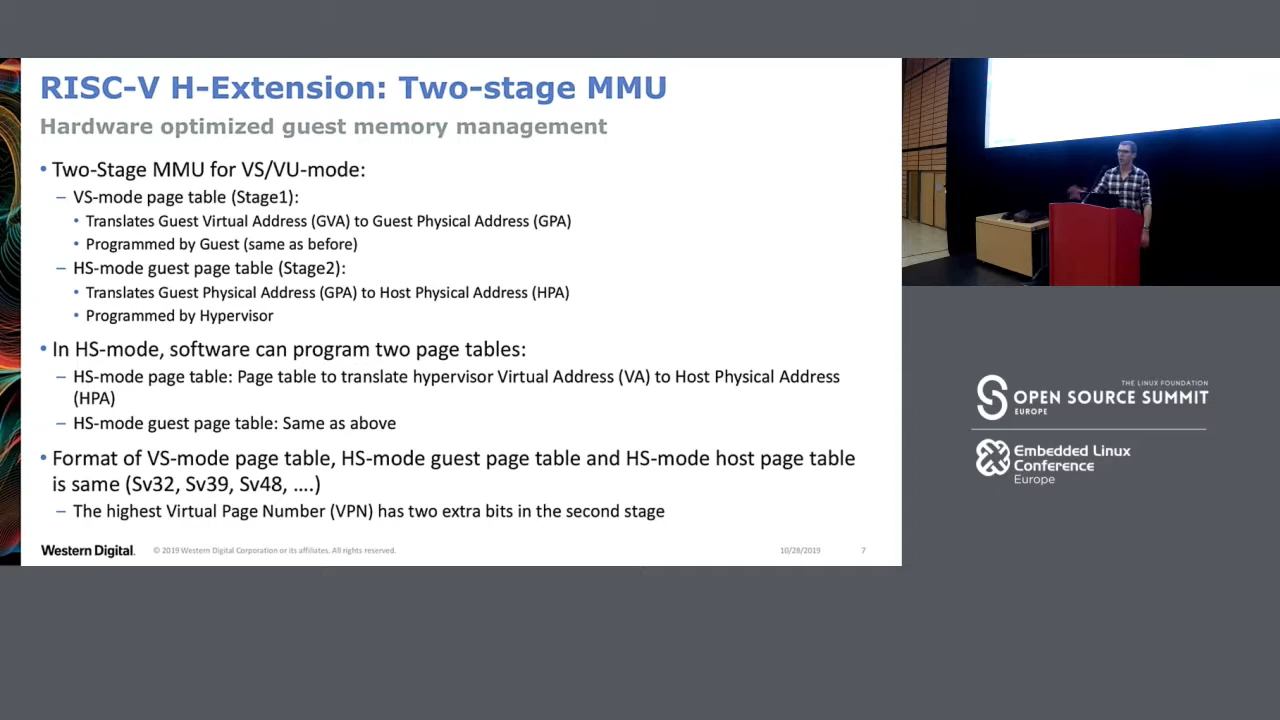 RISC-V H-Extension: Two-stage MMU
Hardware optimized guest memory management
• Two-Stage MMU for VS/VU-mode:
– VS-mode page table (Stage1):
• Translates Guest Virtual Address (GVA) to Guest Physical Address (GPA)
• Programmed by Guest (same as before)
– HS-mode guest page table (Stage2):
• Translates Guest Physical Address (GPA) to Host Physical Address (HPA)
• Programmed by Hypervisor
• In HS-mode, software can program two page tables:
– HS-mode page table: Page table to translate hypervisor Virtual Address (VA) to Host Physical Address
(HPA)
– HS-mode guest page table: Same as above
• Format of VS-mode page table, HS-mode guest page table and HS-mode host page table
is same (Sv32, Sv39, Sv48, ....)
– The highest Virtual Page Number (VPN) has two extra bits in the second stage
Western Digital.
© 2019 Western Digital Corporation or its affiliates. All rights reserved.
10/28/2019
7
THE LINUX FOUNDATION
OPEN SOURCE SUMMIT
EUROPE
Embedded Linux
Conference
Europe